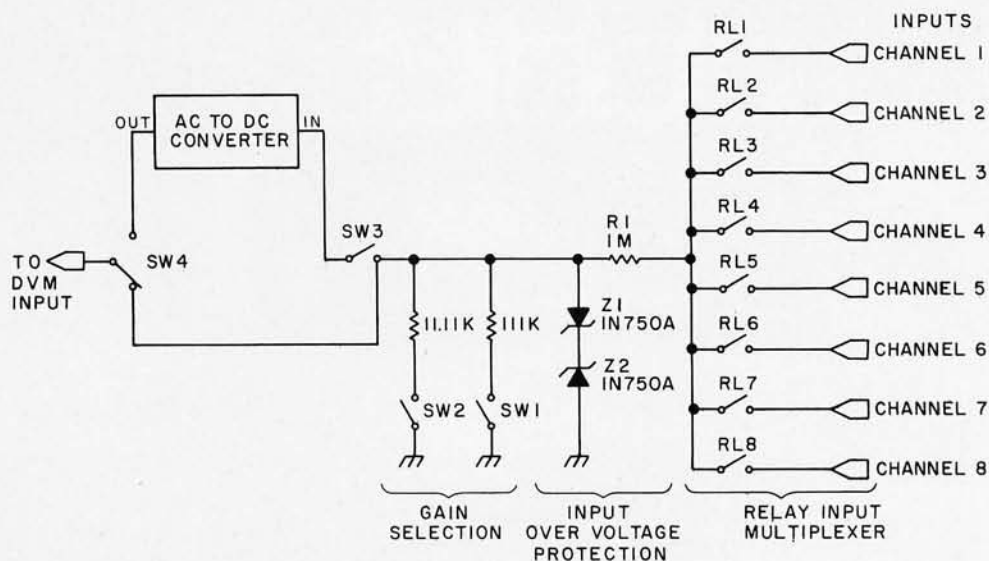 INPUTS
RL1
CHANNEL 1
RL2
CHANNEL 2
RL3
CHANNEL 3
RL4
CHANNEL 4
RL5
CHANNEL 5
RL6
CHANNEL 6
RL7
CHANNEL 7
RL8
CHANNEL 8
OUT
AC TO DC
CONVERTER
IN
SW3
R1
1M
TO
DVM
INPUT
SW4
11.11K
111K
Z1
IN750A
Z2
IN750A
SW2
SW1
GAIN
SELECTION
INPUT
OVER VOLTAGE
PROTECTION
RELAY INPUT
MULTIPLEXER